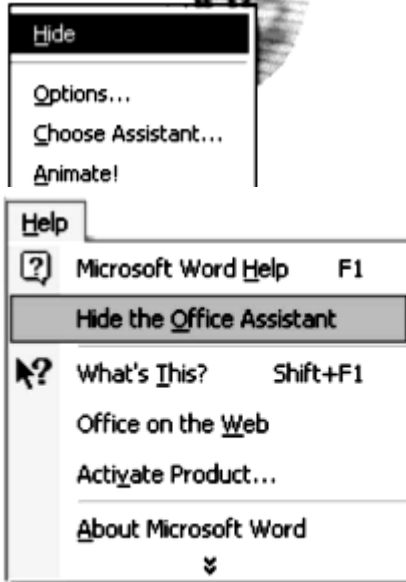 Hide
Options...
Choose Assistant...
Animate!
Help
Microsoft Word Help F1
Hide the Office Assistant
What's This? Shift+F1
Office on the Web
Activate Product...
About Microsoft Word